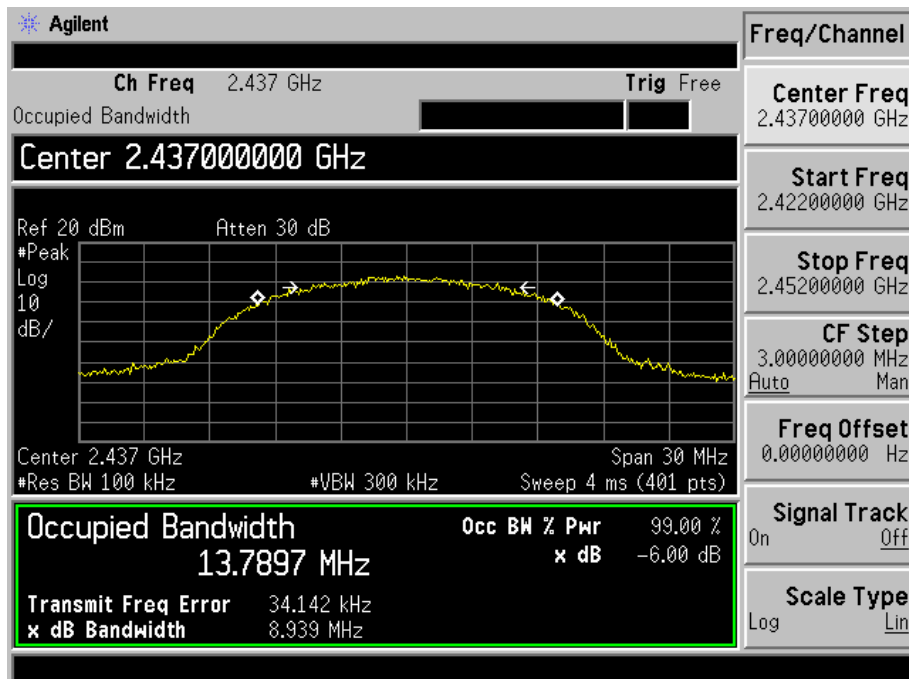 Agilent
Freq/Channel
Ch Freq 2.437 GHz Trig Free
Occupied Bandwidth
Center 2.437000000 GHz
Ref 20 dBm Atten 30 dB
#Peak
Log
10
dB/
Center 2.437 GHz Span 30 MHz
#Res BW 100 kHz #VBW 300 kHz Sweep 4 ms (401 pts)
Occupied Bandwidth
13.7897 MHz
Occ BW % Pwr 99.00 %
x dB -6.00 dB
Transmit Freq Error 34.142 kHz
x dB Bandwidth 8.939 MHz
Center Freq
2.43700000 GHz
Start Freq
2.42200000 GHz
Stop Freq
2.45200000 GHz
CF Step
3.00000000 MHz
Auto Man
Freq Offset
0.00000000 Hz
Signal Track
On Off
Scale Type
Log Lin